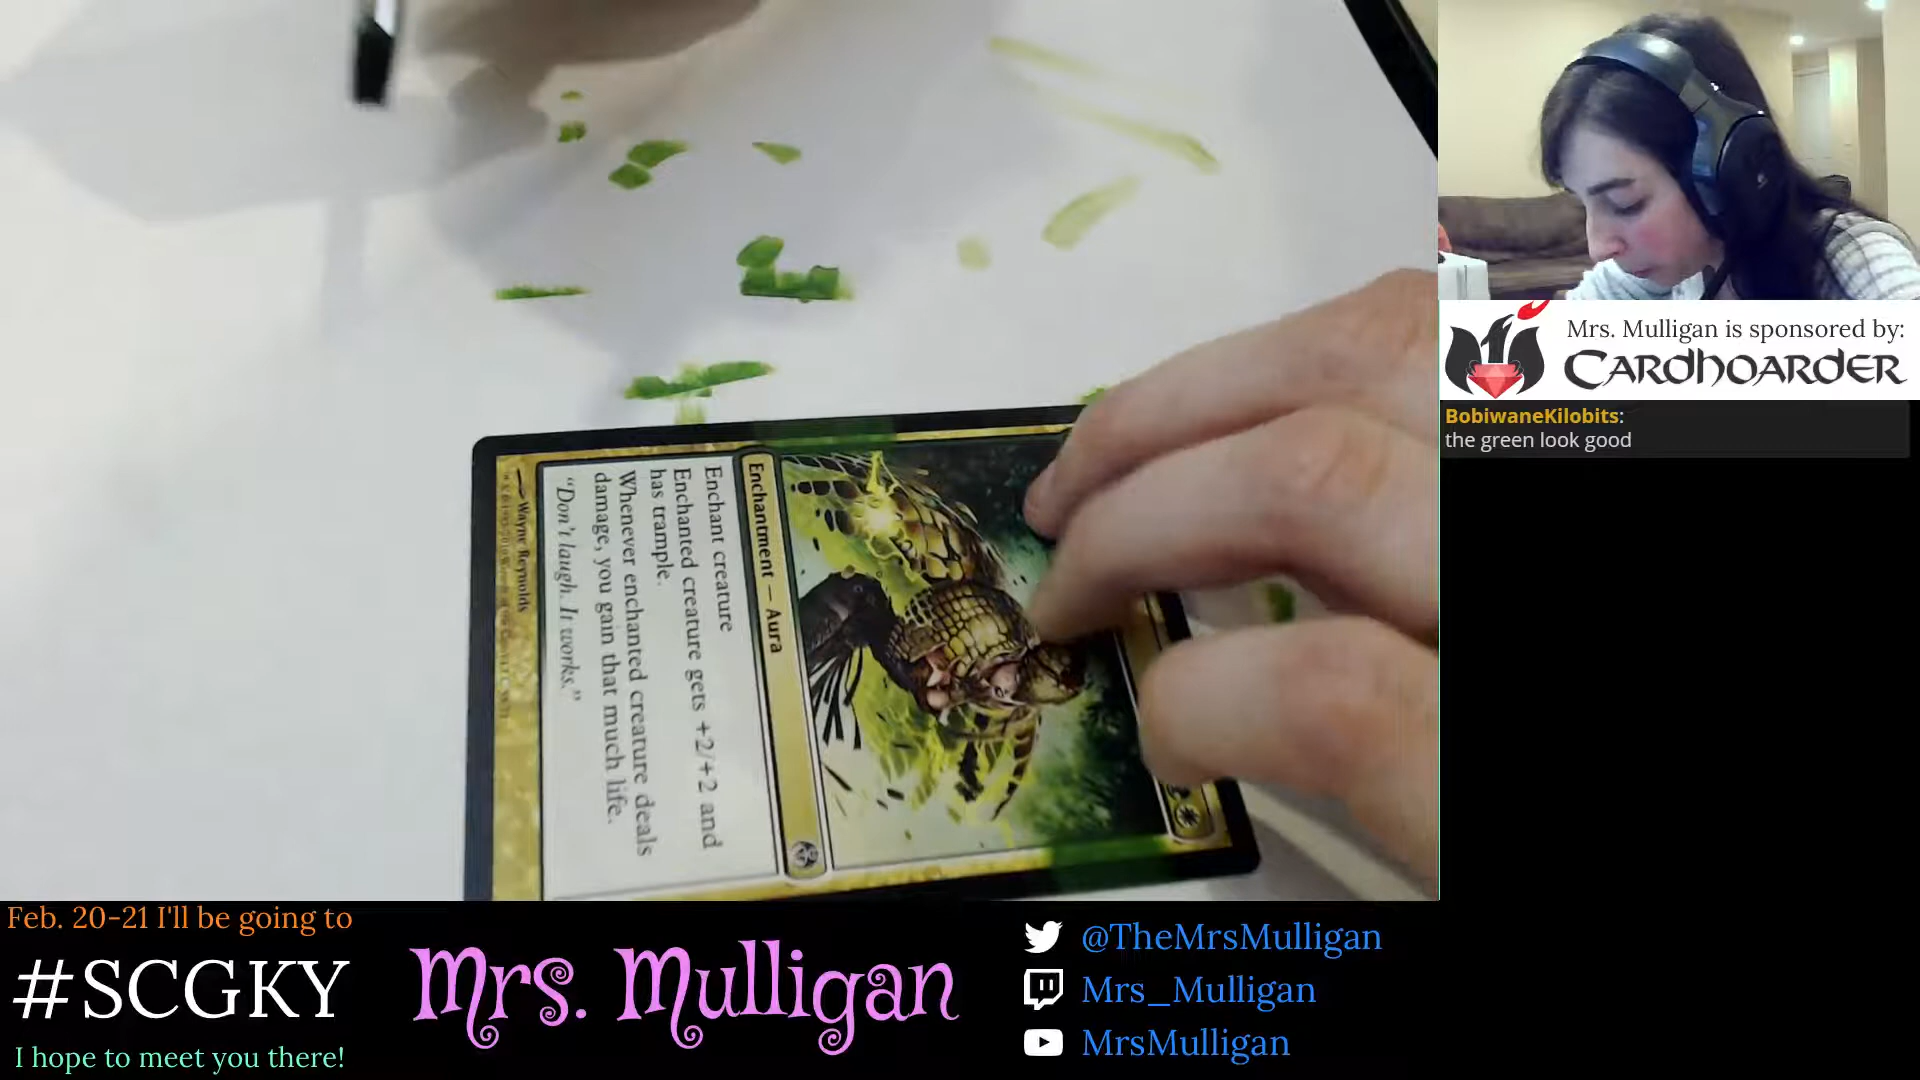 Mrs. Mulligan is sponsored by:
CARDHOARDER
BobiwaneKilobits:
the green look good
Enchantment — Aura
Enchant creature
Enchanted creature gets +2/+2 and
has trample.
Whenever enchanted creature deals
damage, you gain that much life.
“Don't laugh. It works.”
Wayne Reynolds
Feb. 20-21 I'll be going to
#SCGKY
I hope to meet you there!
Mrs. Mulligan
@TheMrsMulligan
Mrs_Mulligan
MrsMulligan